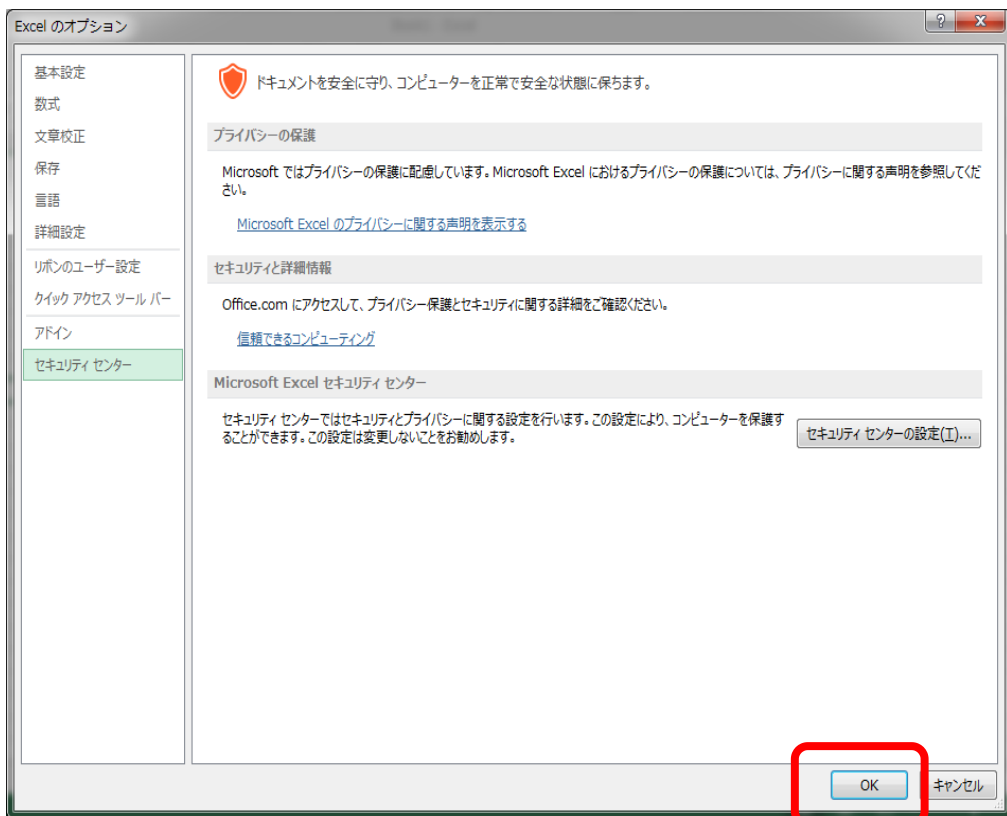 Excel のオプション
基本設定
数式
文章校正
保存
言語
詳細設定
リボンのユーザー設定
クイック アクセス ツール バー
アドイン
セキュリティ センター
ドキュメントを安全に守り、コンピューターを正常で安全な状態に保ちます。
プライバシーの保護
Microsoft ではプライバシーの保護に配慮しています。Microsoft Excel におけるプライバシーの保護については、プライバシーに関する声明を参照してくだ
さい。
Microsoft Excel のプライバシーに関する声明を表示する
セキュリティと詳細情報
Office.com にアクセスして、プライバシー保護とセキュリティに関する詳細をご確認ください。
信頼できるコンピューティング
Microsoft Excel セキュリティ センター
セキュリティ センターではセキュリティとプライバシーに関する設定を行います。この設定により、コンピューターを保護す
ることができます。この設定は変更しないことをお勧めします。
セキュリティ センターの設定(T)...
OK
キャンセル